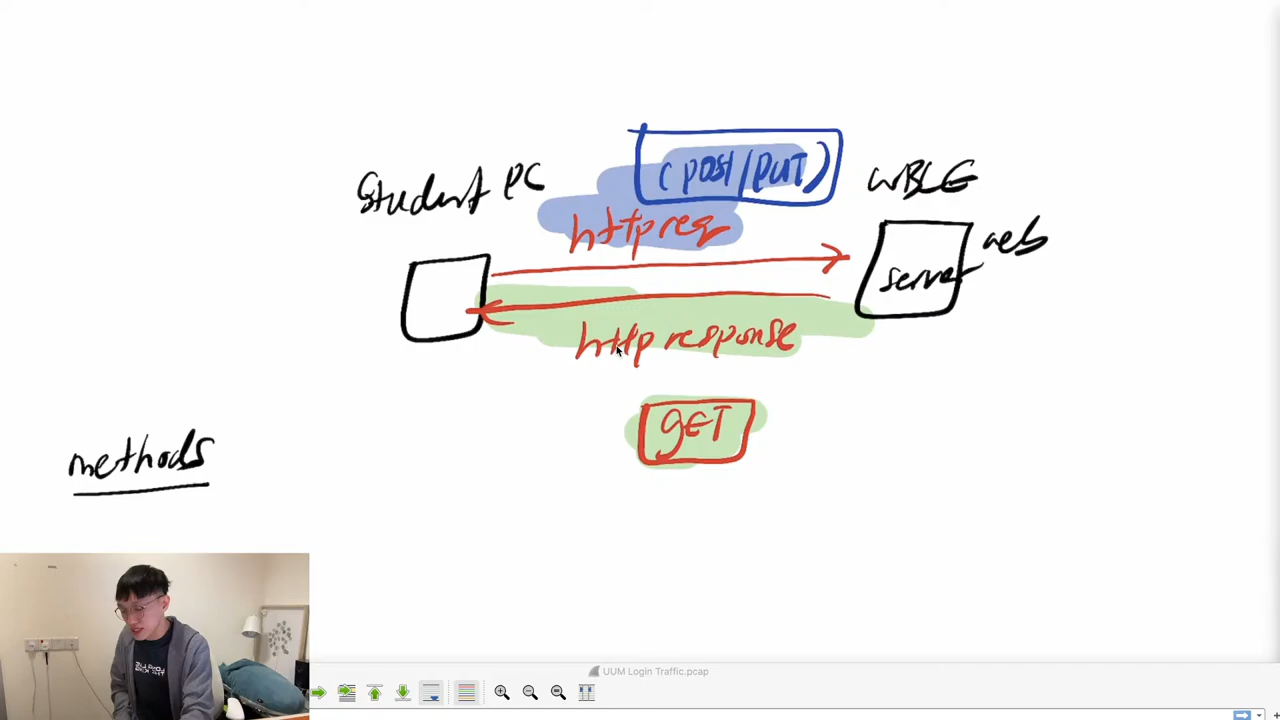 (post/PUT)
Student PC
WBLE
http req
web
server
http response
GET
methods
UUM Login Traffic.pcap